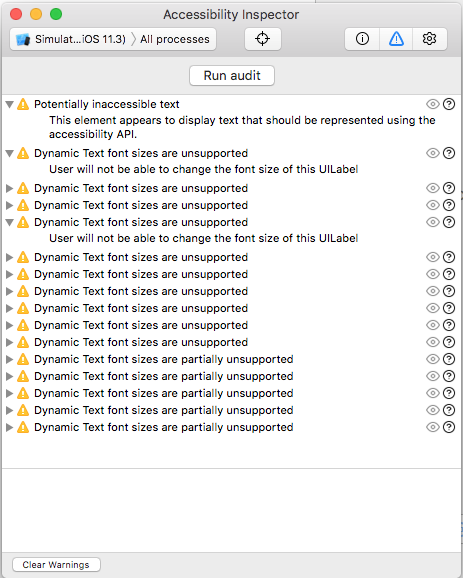 Accessibility Inspector
Simulat...iOS 11.3) All processes
Run audit
Potentially inaccessible text
This element appears to display text that should be represented using the
accessibility API.
Dynamic Text font sizes are unsupported
User will not be able to change the font size of this UILabel
Dynamic Text font sizes are unsupported
Dynamic Text font sizes are unsupported
Dynamic Text font sizes are unsupported
User will not be able to change the font size of this UILabel
Dynamic Text font sizes are unsupported
Dynamic Text font sizes are unsupported
Dynamic Text font sizes are unsupported
Dynamic Text font sizes are unsupported
Dynamic Text font sizes are unsupported
Dynamic Text font sizes are unsupported
Dynamic Text font sizes are partially unsupported
Dynamic Text font sizes are partially unsupported
Dynamic Text font sizes are partially unsupported
Dynamic Text font sizes are partially unsupported
Dynamic Text font sizes are partially unsupported
Clear Warnings